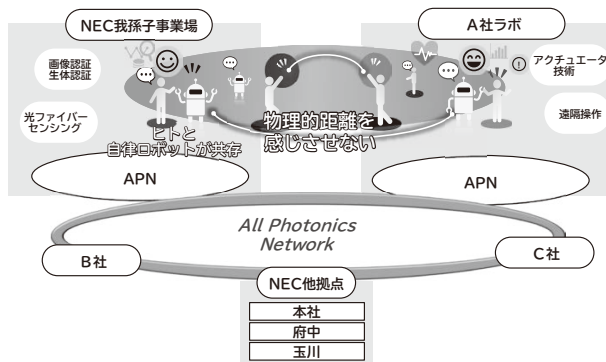 NEC我孫子事業場
A社ラボ
画像認証
生体認証
光ファイバー
センシング
アクチュエータ
技術
遠隔操作
ヒトと
自律ロボットが共存
物理的距離を
感じさせない
APN
APN
All Photonics
Network
B社
C社
NEC他拠点
本社
府中
玉川